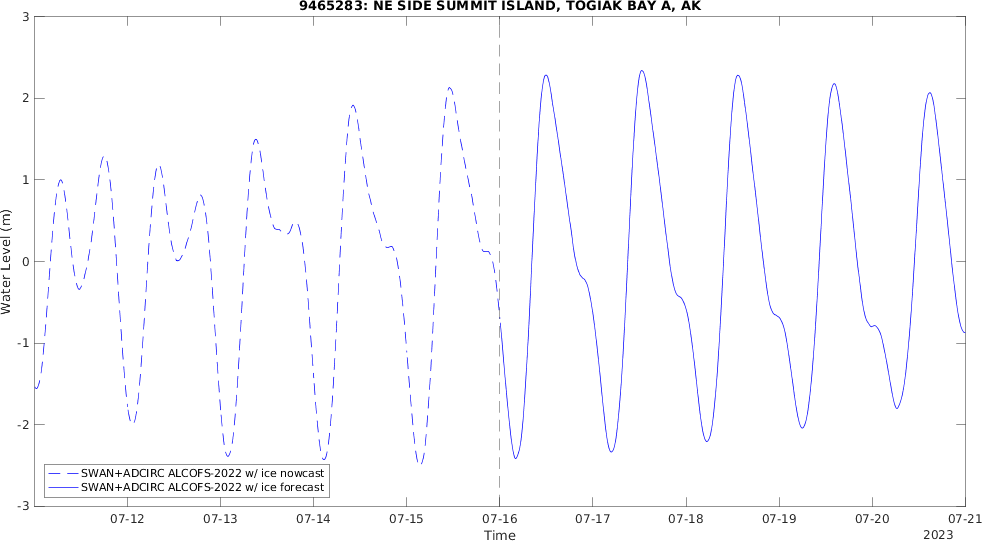 9465283: NE SIDE SUMMIT ISLAND, TOGIAK BAY A, AK
Water Level (m)
3
2
1
0
-1
-2
-3
SWAN+ADCIRC ALCOFS-2022 w/ ice nowcast
SWAN+ADCIRC ALCOFS-2022 w/ ice forecast
07-12 07-13 07-14 07-15 07-16 07-17 07-18 07-19 07-20 07-21
Time
2023